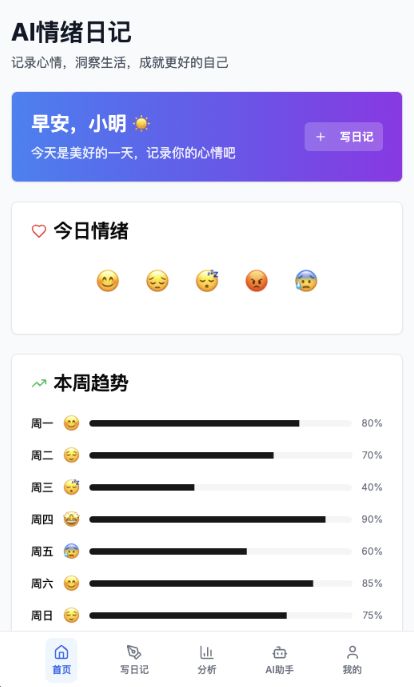 AI情绪日记
记录心情，洞察生活，成就更好的自己
早安，小明 ☀️
今天是美好的一天，记录你的心情吧
+ 写日记
今日情绪
😊 😔 😴 😡 😰
本周趋势
周一 😊 80%
周二 😌 70%
周三 😴 40%
周四 🤩 90%
周五 😰 60%
周六 😊 85%
周日 😌 75%
首页 写日记 分析 AI助手 我的